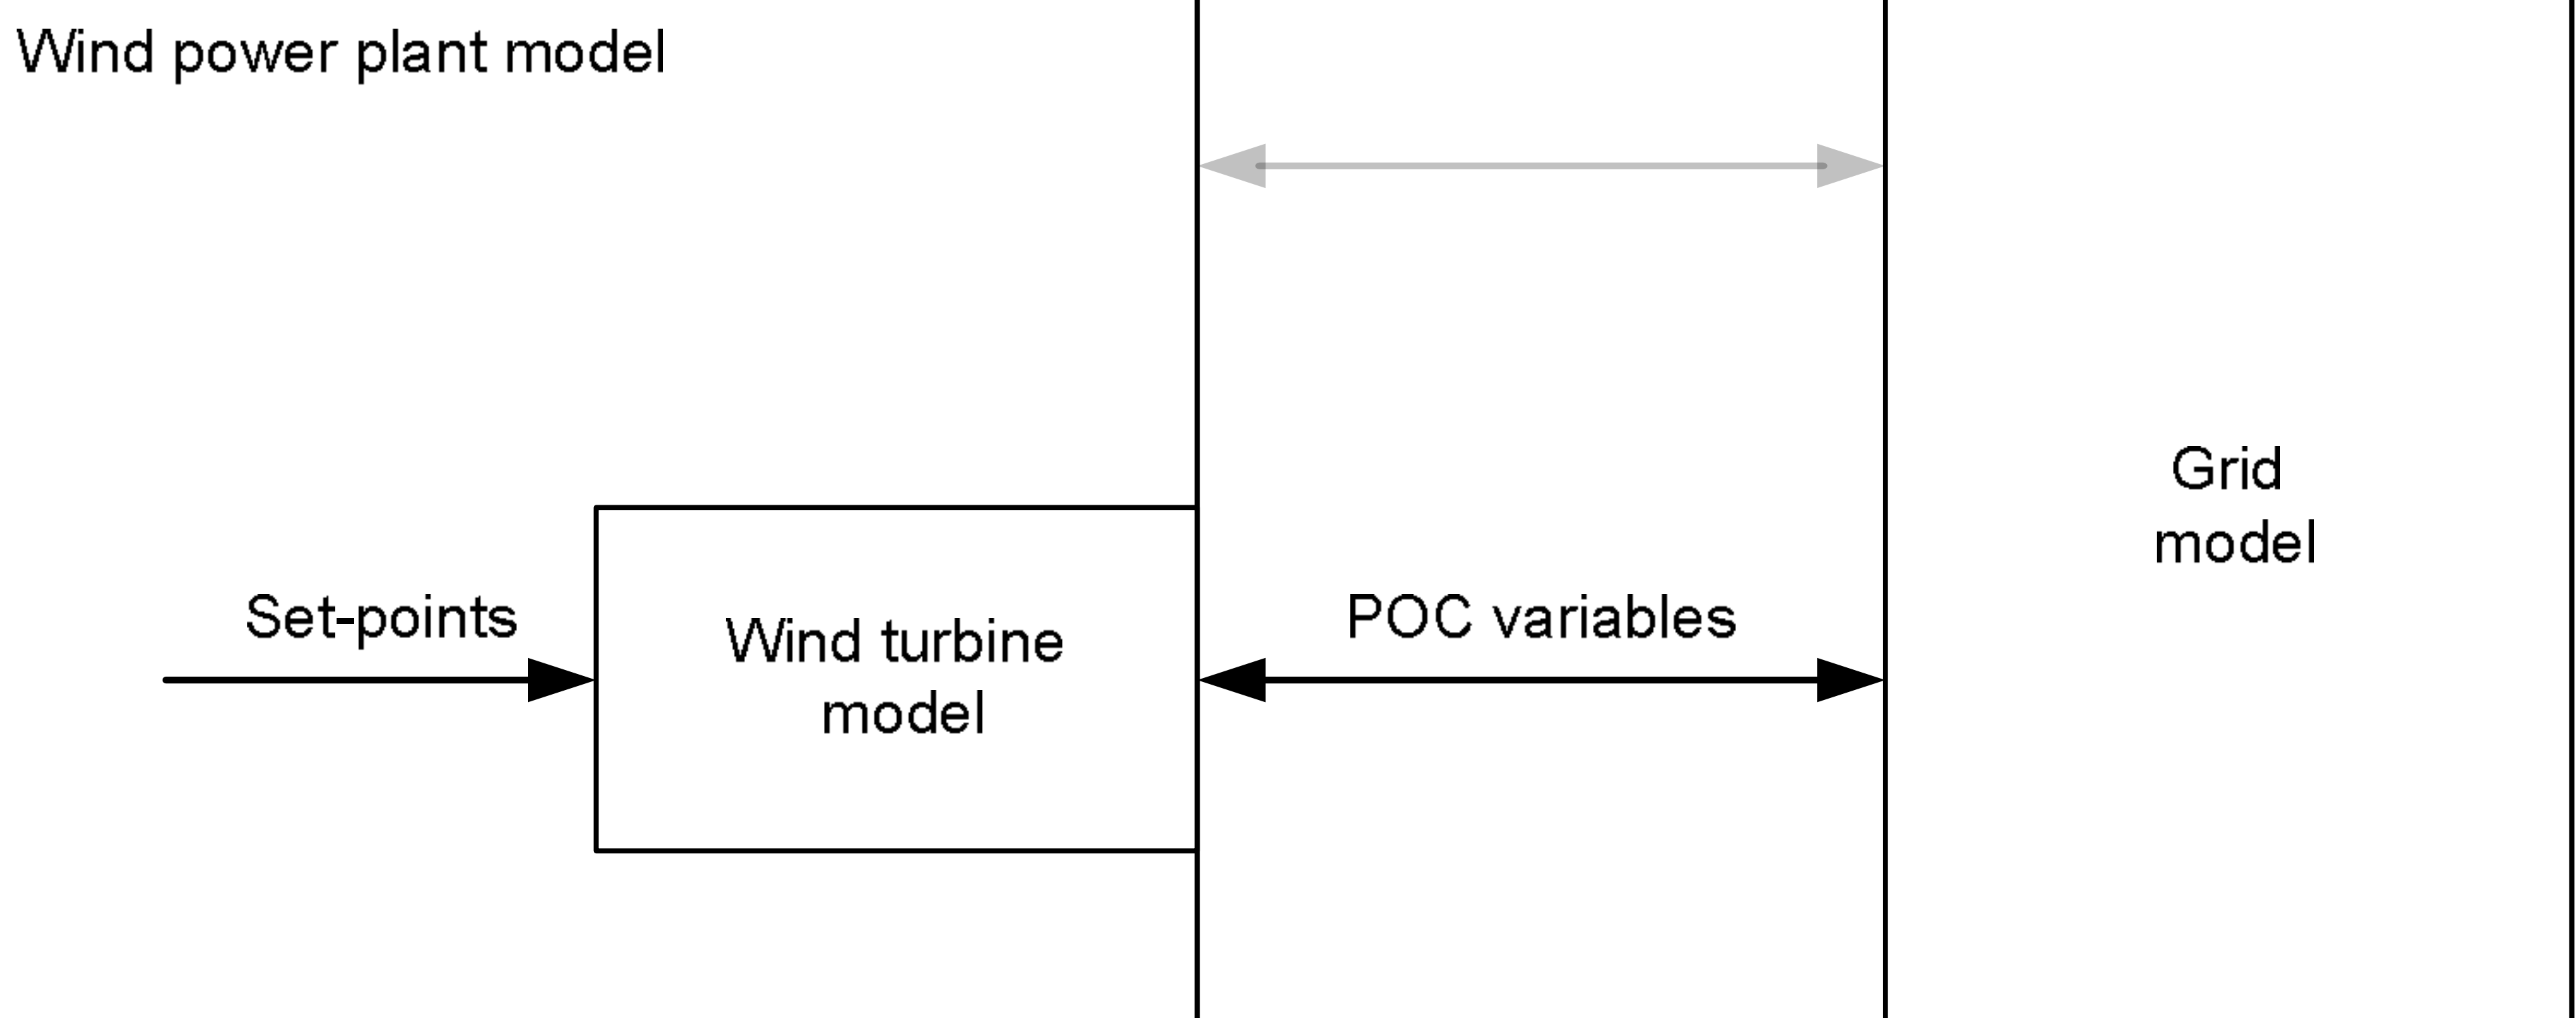 Wind power plant model
Grid
model
Set-points
Wind turbine
model
POC variables